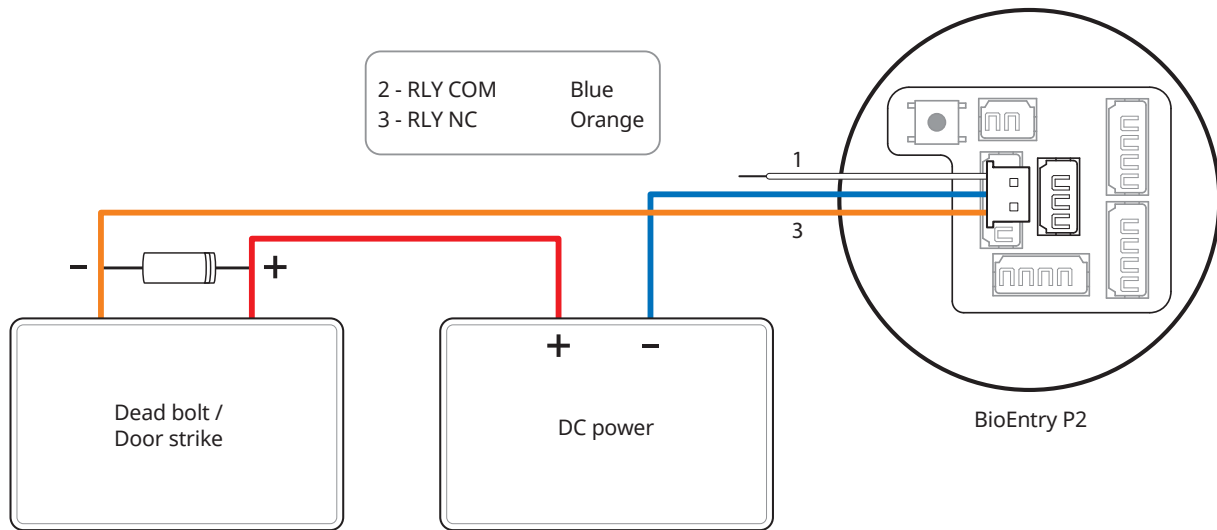 2 - RLY COM Blue
3 - RLY NC Orange
1
3
- +
+ -
Dead bolt /
Door strike
DC power
BioEntry P2